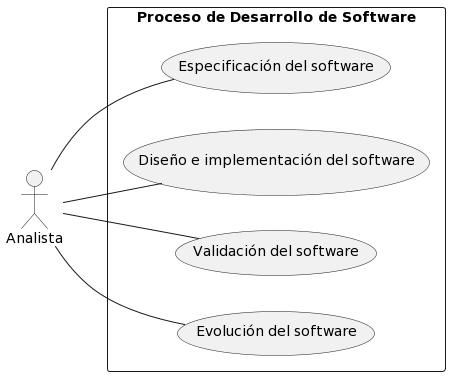 Proceso de Desarrollo de Software
Especificación del software
Diseño e implementación del software
Analista
Validación del software
Evolución del software